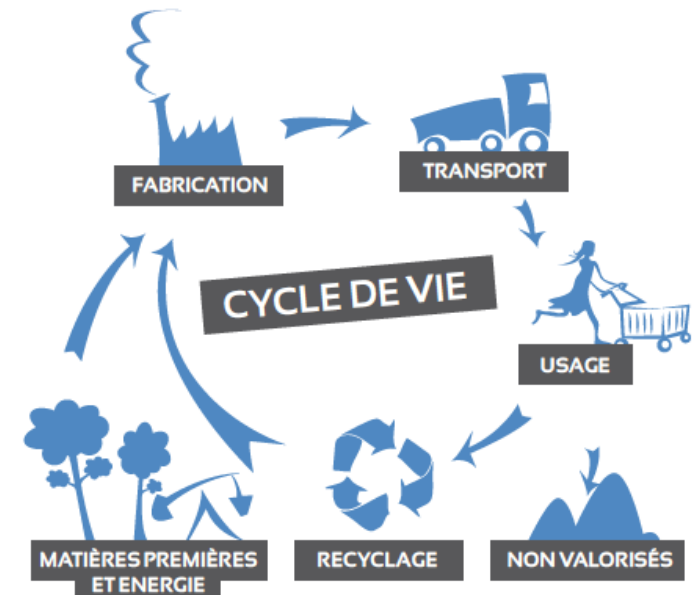 FABRICATION
TRANSPORT
CYCLE DE VIE
USAGE
MATIÈRES PREMIÈRES
ET ENERGIE
RECYCLAGE
NON VALORISÉS